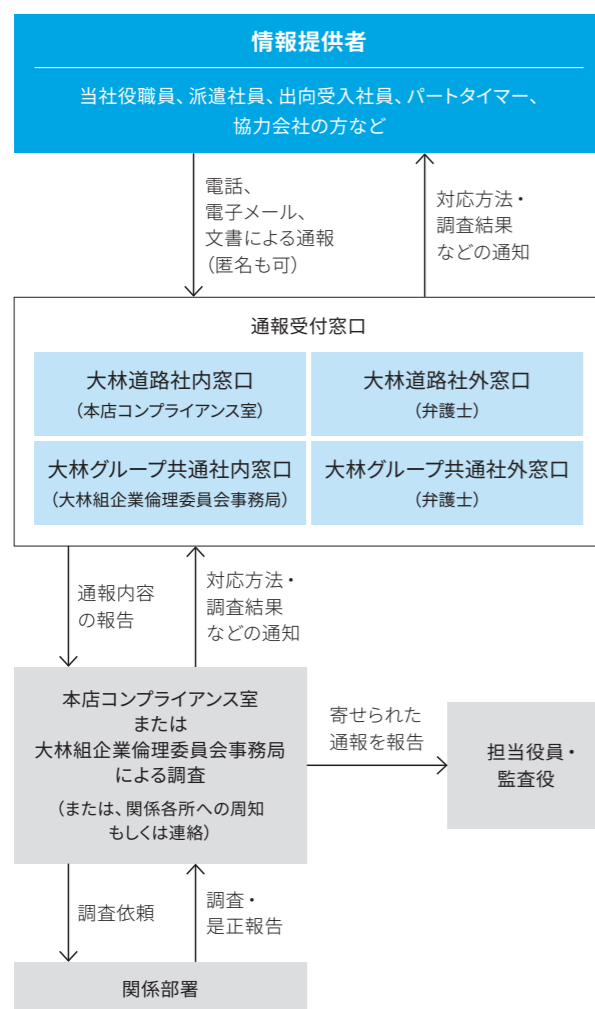 情報提供者
当社役職員、派遣社員、出向受入社員、パートタイマー、
協力会社の方など
電話、
電子メール、
文書による通報
（匿名も可）
対応方法・
調査結果
などの通知
通報受付窓口
大林道路社内窓口
（本店コンプライアンス室）
大林道路社外窓口
（弁護士）
大林グループ共通社内窓口
（大林組企業倫理委員会事務局）
大林グループ共通社外窓口
（弁護士）
通報内容
の報告
対応方法・
調査結果
などの通知
本店コンプライアンス室
または
大林組企業倫理委員会事務局
による調査
（または、関係各所への周知
もしくは連絡）
寄せられた
通報を報告
担当役員・
監査役
調査依頼
調査・
是正報告
関係部署